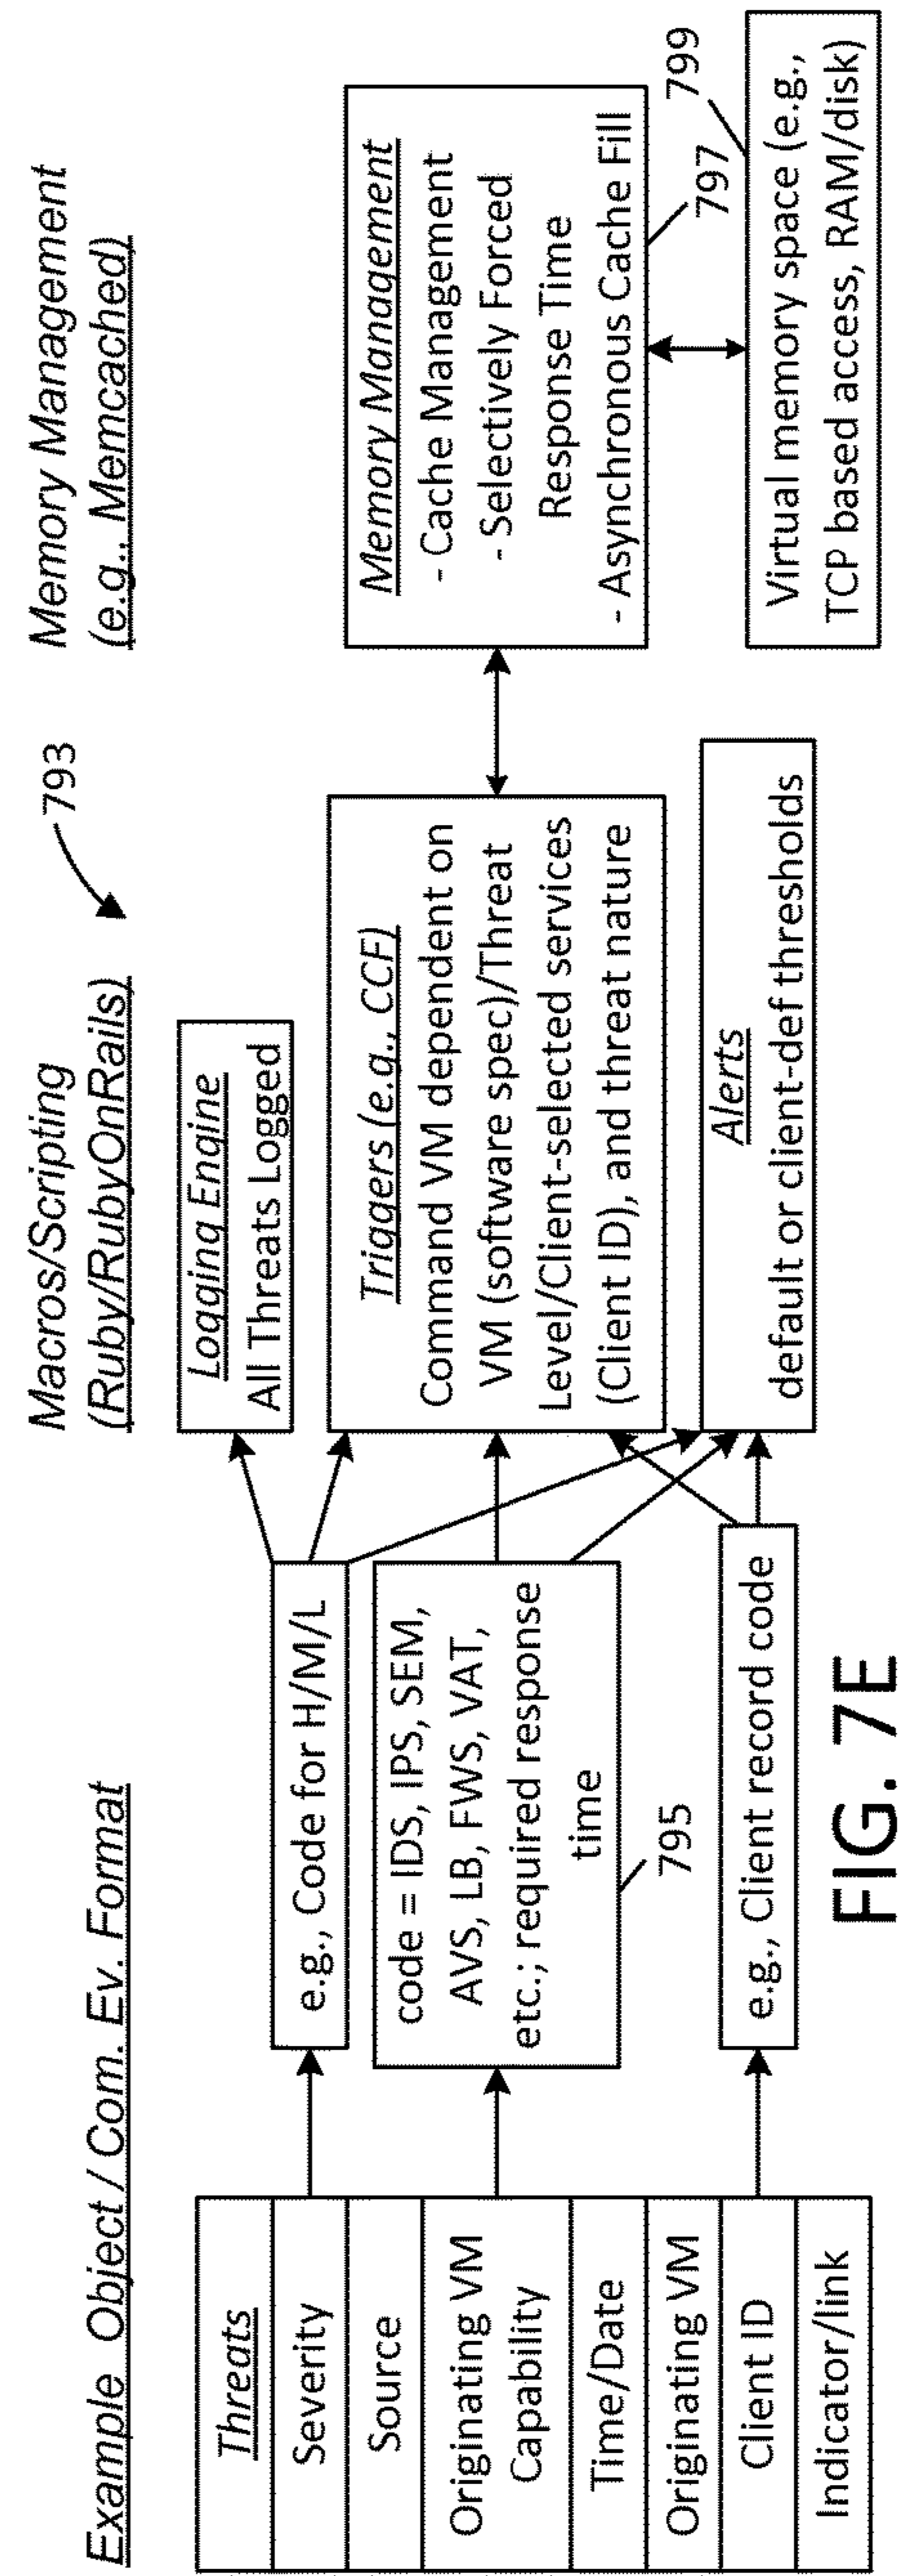 Example Object / Com. Ev. Format
Threats
Severity
Source
Originating VM
Capability
Time/Date
Originating VM
Client ID
Indicator/link
e.g., Code for H/M/L
code = IDS, IPS, SEM,
AVS, LB, FWS, VAT,
etc.; required response
time
795
e.g., Client record code
Macros/Scripting
(Ruby/RubyOnRails)
793
Logging Engine
All Threats Logged
Triggers (e.g., CCF)
Command VM dependent on
VM (software spec)/Threat
Level/Client-selected services
(Client ID), and threat nature
Alerts
default or client-def thresholds
Memory Management
(e.g., Memcached)
Memory Management
- Cache Management
- Selectively Forced
Response Time
- Asynchronous Cache Fill
797
799
Virtual memory space (e.g.,
TCP based access, RAM/disk)
FIG. 7E